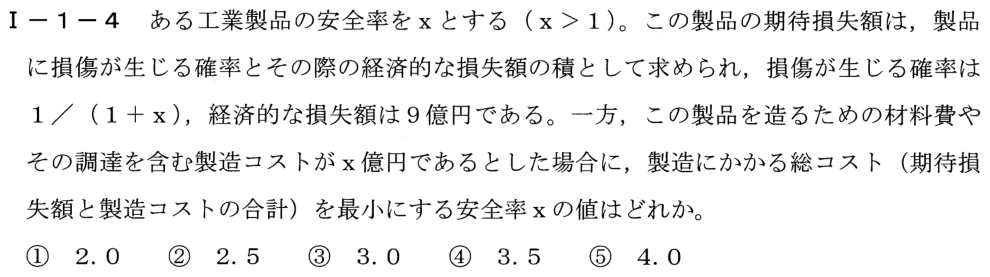 Ⅰ－１－４　ある工業製品の安全率をｘとする（ｘ＞１）。この製品の期待損失額は，製品
に損傷が生じる確率とその際の経済的な損失額の積として求められ，損傷が生じる確率は
１／（１＋ｘ），経済的な損失額は９億円である。一方，この製品を造るための材料費や
その調達を含む製造コストがｘ億円であるとした場合に，製造にかかる総コスト（期待損
失額と製造コストの合計）を最小にする安全率ｘの値はどれか。
①　２.０　　②　２.５　　③　３.０　　④　３.５　　⑤　４.０